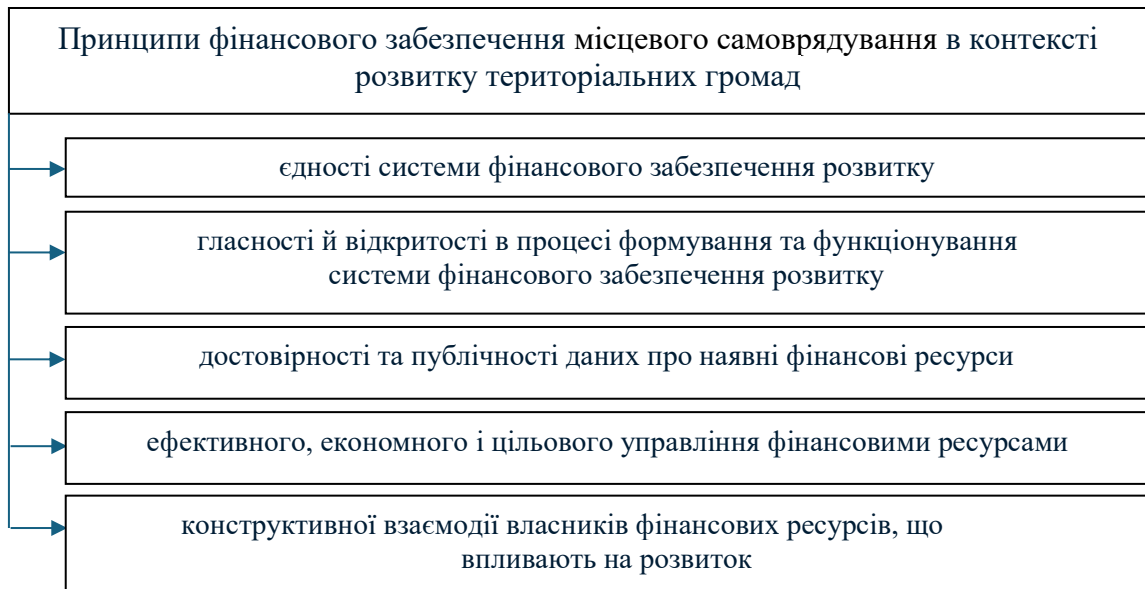 Принципи фінансового забезпечення місцевого самоврядування в контексті
розвитку територіальних громад
єдності системи фінансового забезпечення розвитку
гласності й відкритості в процесі формування та функціонування
системи фінансового забезпечення розвитку
достовірності та публічності даних про наявні фінансові ресурси
ефективного, економного і цільового управління фінансовими ресурсами
конструктивної взаємодії власників фінансових ресурсів, що
впливають на розвиток